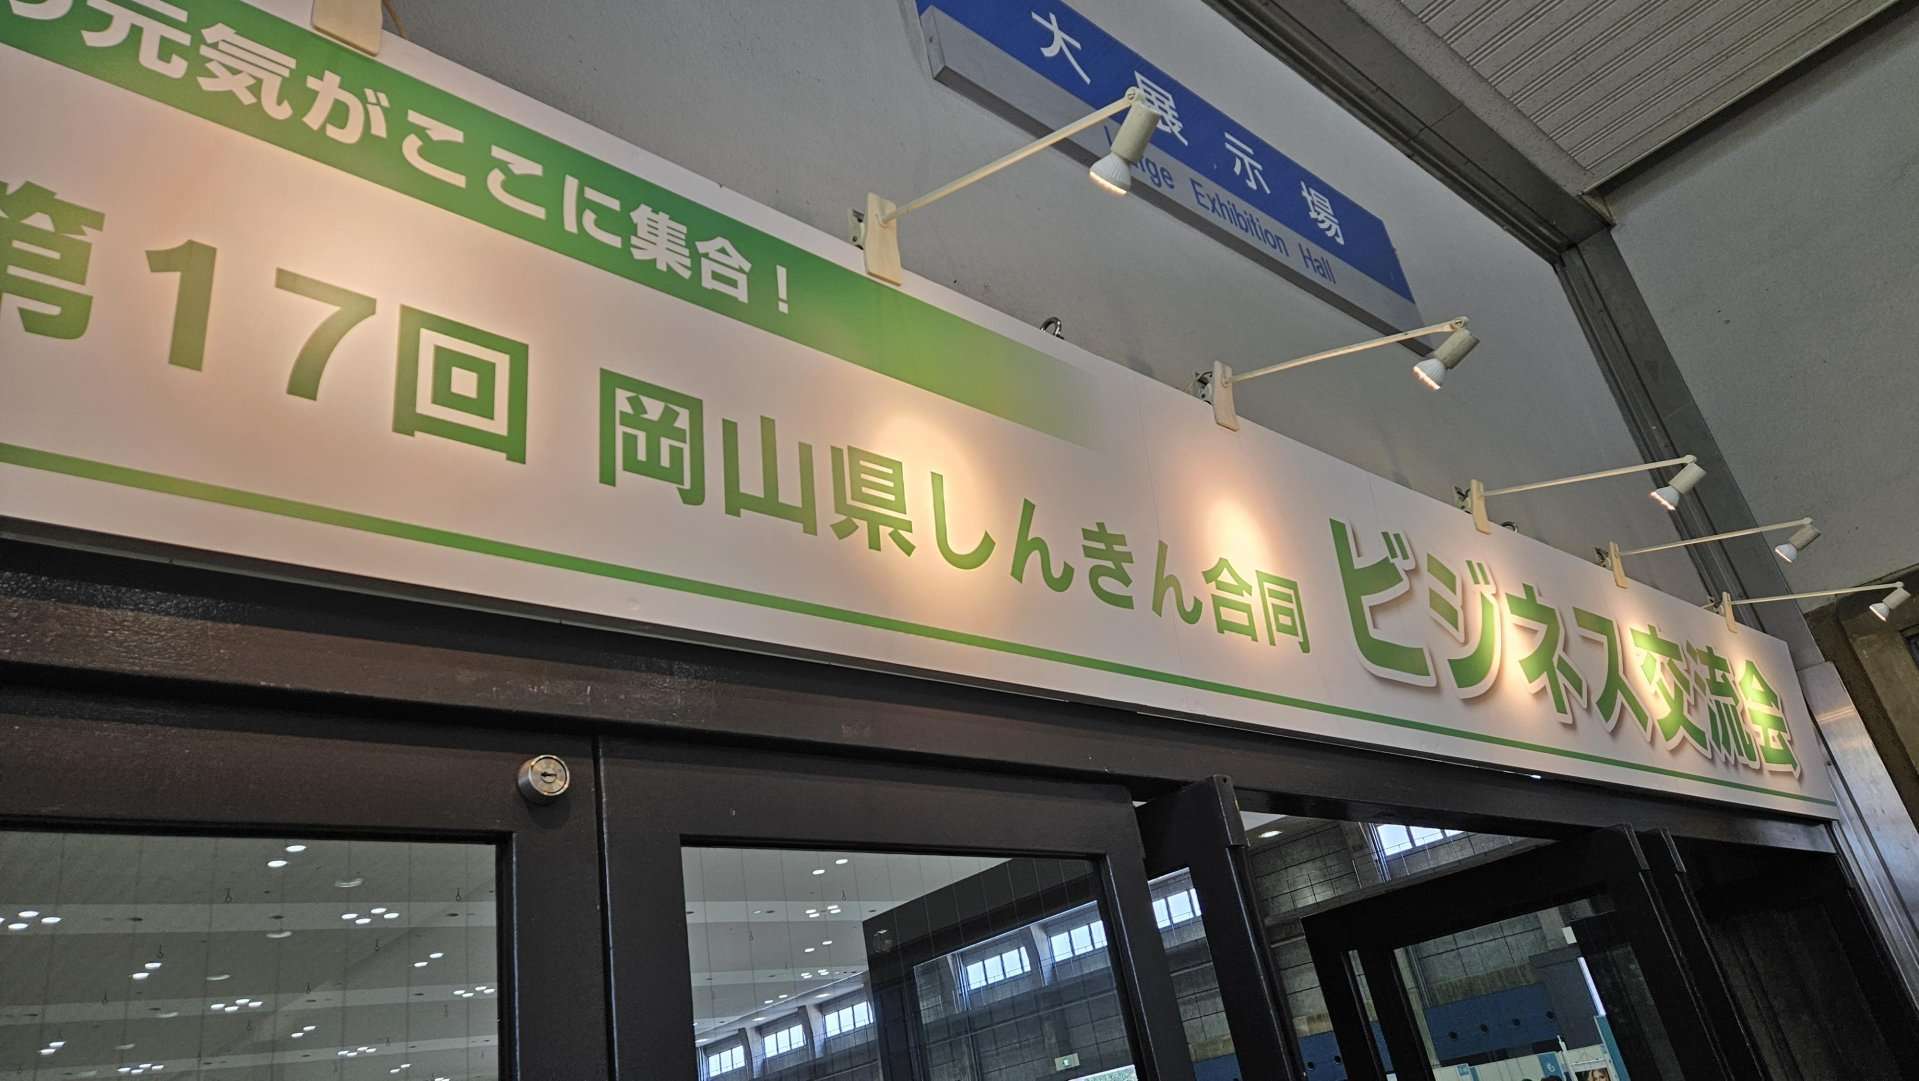 大展示場
Large Exhibition Hall
元気がここに集合!
第17回 岡山県しんきん合同 ビジネス交流会